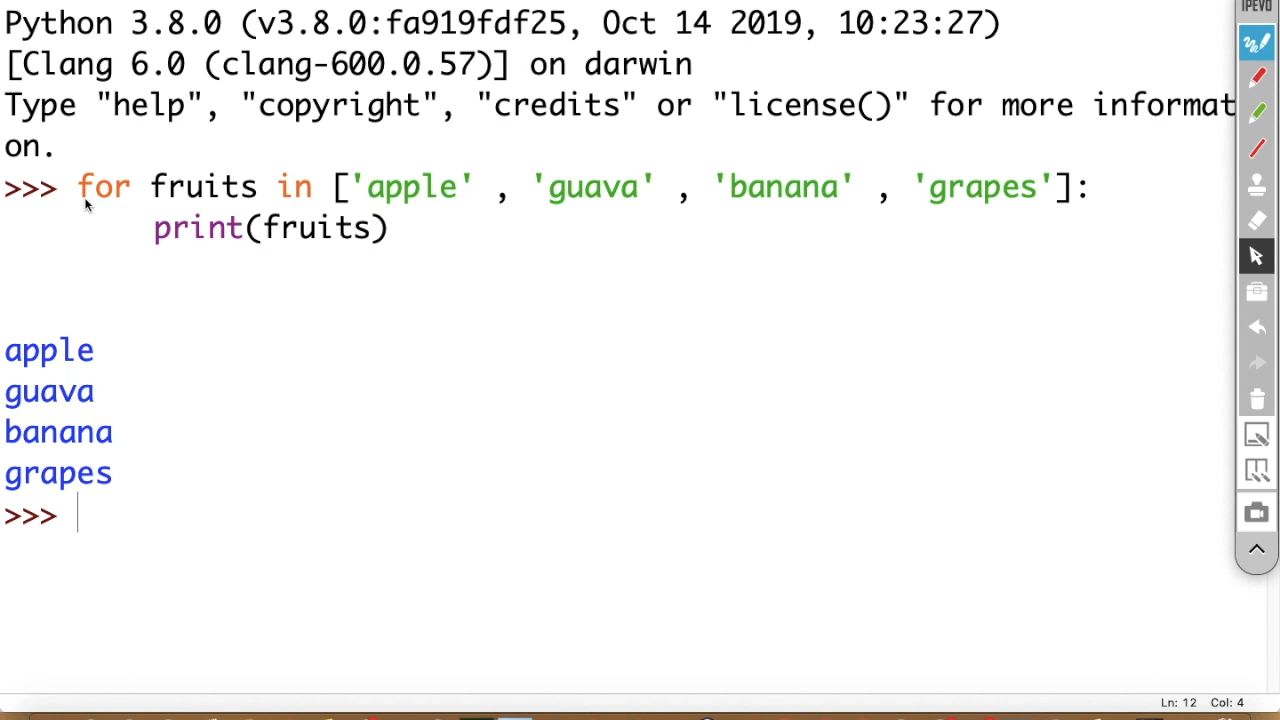 Python 3.8.0 (v3.8.0:fa919fdf25, Oct 14 2019, 10:23:27)
[Clang 6.0 (clang-600.0.57)] on darwin
Type "help", "copyright", "credits" or "license()" for more informat
on.
>>> for fruits in ['apple' , 'guava' , 'banana' , 'grapes']:
print(fruits)
apple
guava
banana
grapes
>>>
IPEVO
Ln: 12 Col: 4